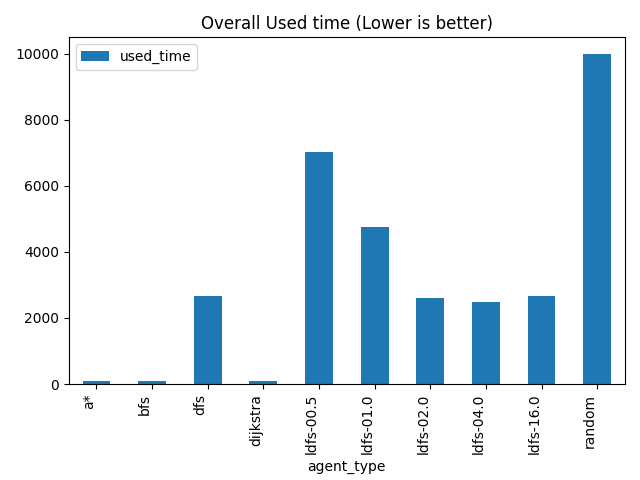 Overall Used time (Lower is better)
used_time
10000
8000
6000
4000
2000
0
a*
bfs
dfs
dijkstra
ldfs-00.5
ldfs-01.0
ldfs-02.0
ldfs-04.0
ldfs-16.0
random
agent_type